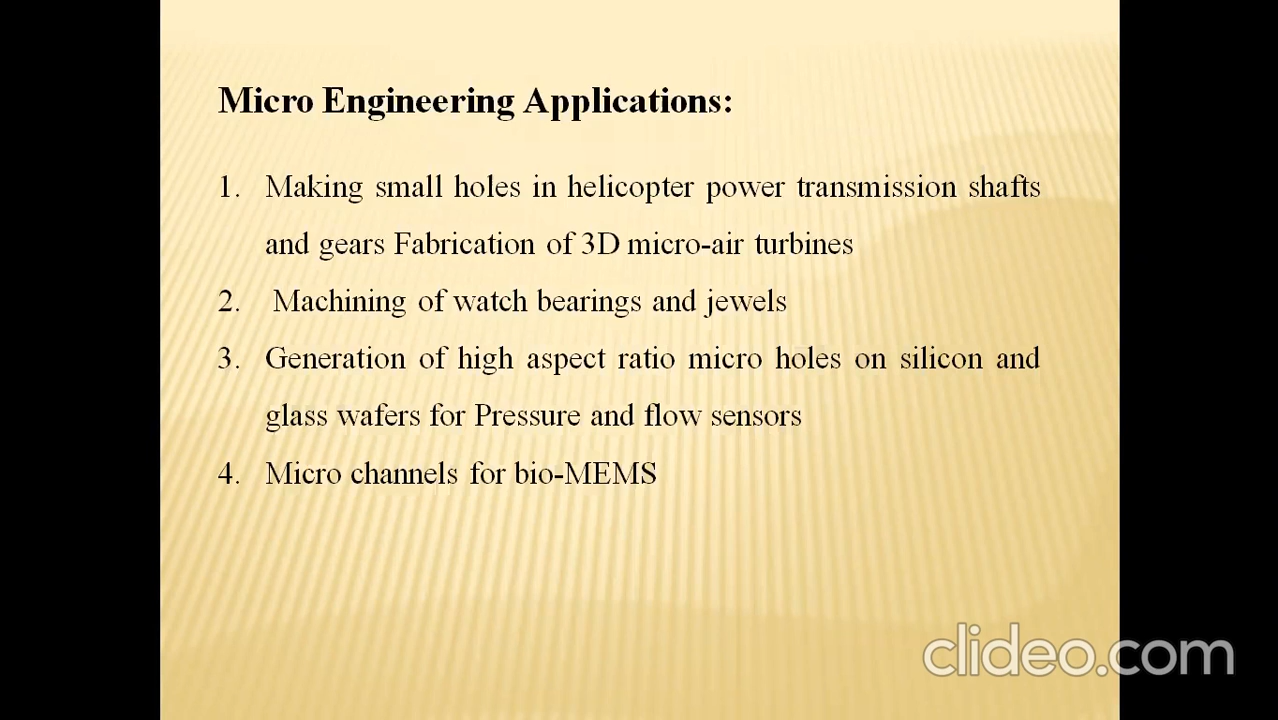 Micro Engineering Applications:
1. Making small holes in helicopter power transmission shafts
and gears Fabrication of 3D micro-air turbines
2. Machining of watch bearings and jewels
3. Generation of high aspect ratio micro holes on silicon and
glass wafers for Pressure and flow sensors
4. Micro channels for bio-MEMS
clideo.com